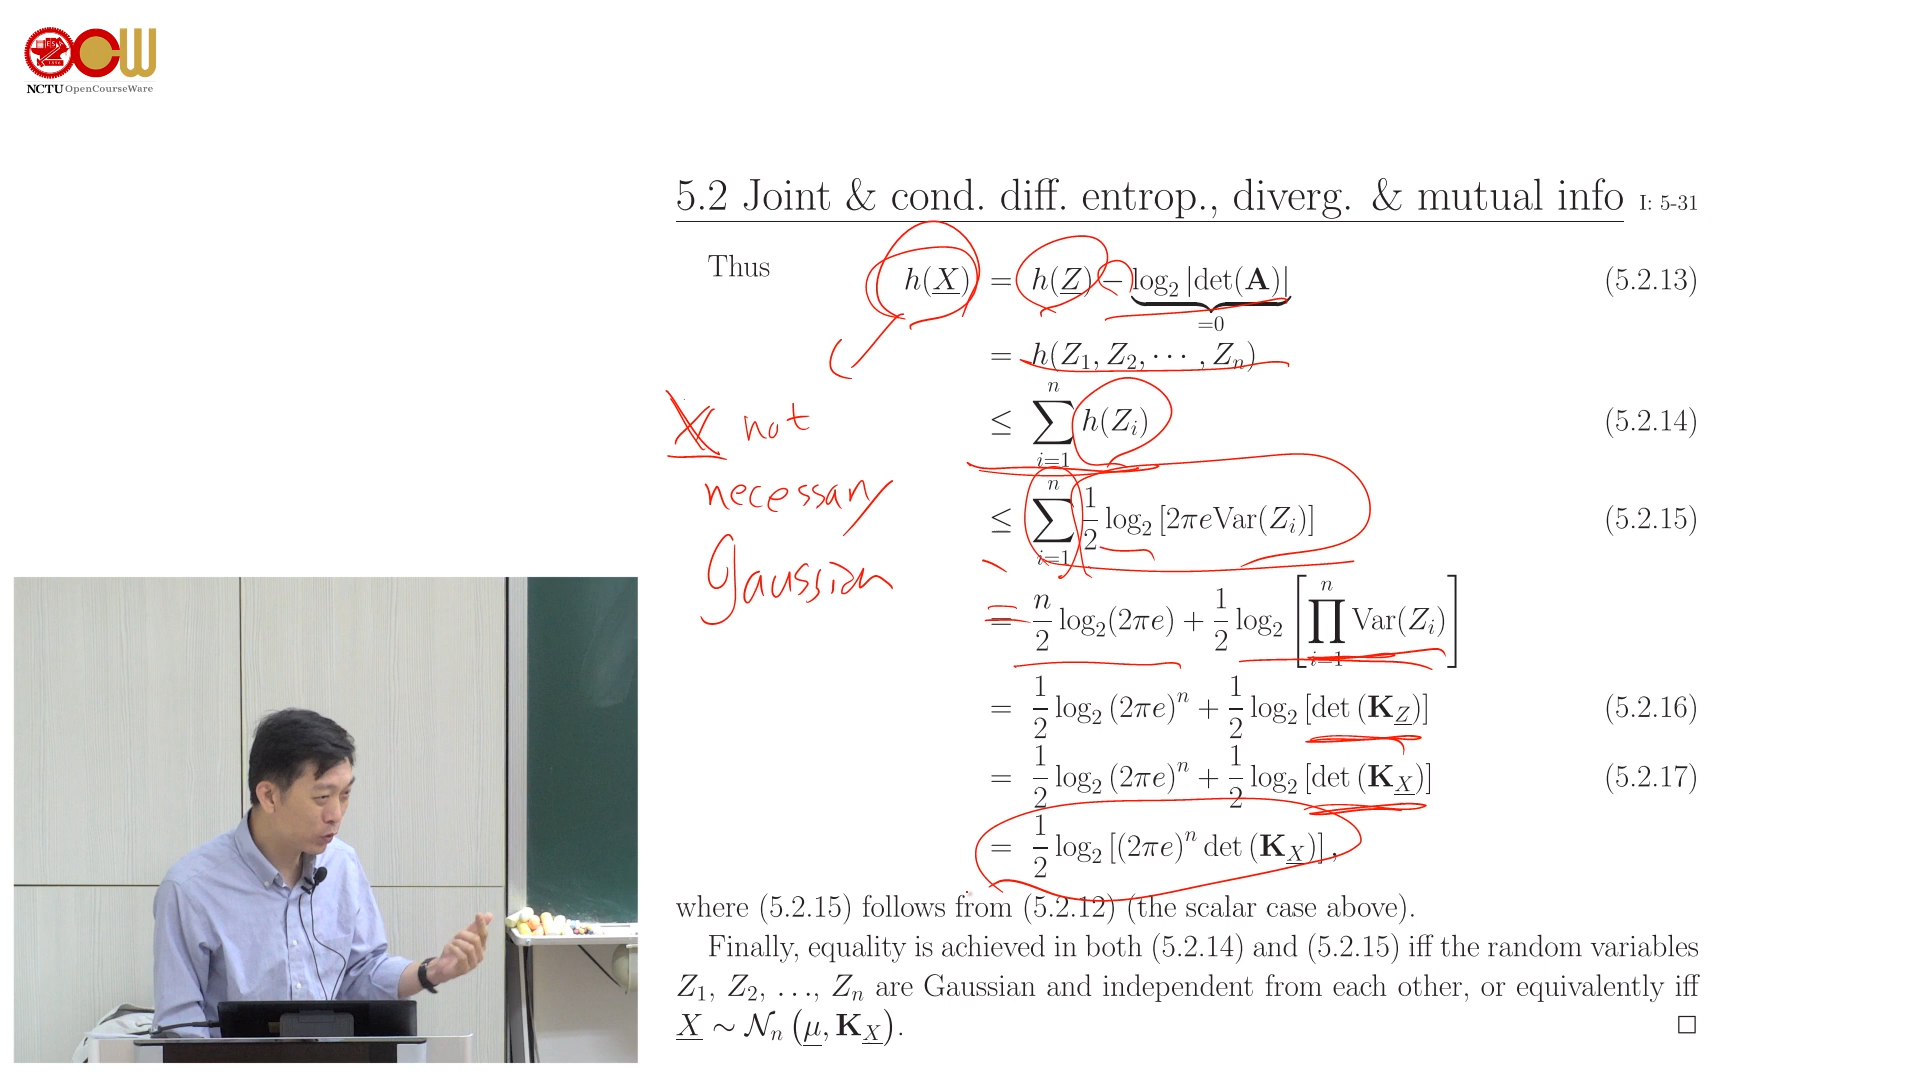 NCTU OpenCourseWare
5.2 Joint & cond. diff. entrop., diverg. & mutual info I: 5-31
Thus
h(X) = h(Z) − log₂ |det(A)| (5.2.13)
=0
= h(Z₁, Z₂, ⋯ , Zₙ)
≤ ∑ᵢ₌₁ⁿ h(Zᵢ) (5.2.14)
X not
necessary
Gaussian
≤ ∑ᵢ₌₁ⁿ 1/2 log₂ [2πeVar(Zᵢ)] (5.2.15)
= n/2 log₂(2πe) + 1/2 log₂ [∏ᵢ₌₁ⁿ Var(Zᵢ)]
= 1/2 log₂ (2πe)ⁿ + 1/2 log₂ [det (K_Z)] (5.2.16)
= 1/2 log₂ (2πe)ⁿ + 1/2 log₂ [det (K_X)] (5.2.17)
= 1/2 log₂ [(2πe)ⁿ det (K_X)] ,
where (5.2.15) follows from (5.2.12) (the scalar case above).
Finally, equality is achieved in both (5.2.14) and (5.2.15) iff the random variables
Z₁, Z₂, …, Zₙ are Gaussian and independent from each other, or equivalently iff
X ∼ 𝒩ₙ (μ, K_X). □